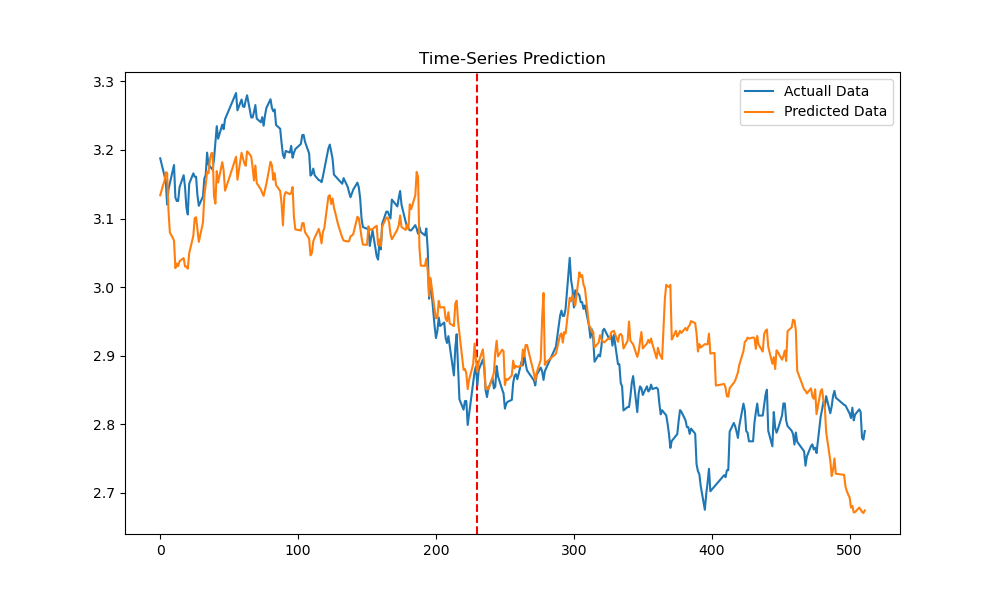 Time-Series Prediction
Actuall Data
Predicted Data
3.3
3.2
3.1
3.0
2.9
2.8
2.7
0 100 200 300 400 500